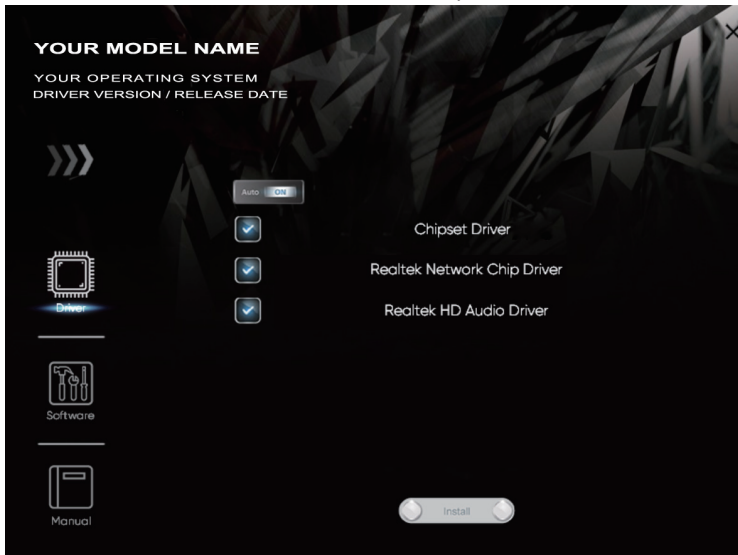 YOUR MODEL NAME
YOUR OPERATING SYSTEM
DRIVER VERSION / RELEASE DATE
Auto ON
Chipset Driver
Realtek Network Chip Driver
Realtek HD Audio Driver
Driver
Software
Manual
Install